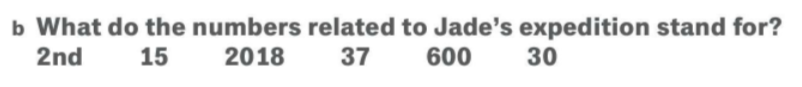 b What do the numbers related to Jade's expedition stand for?
2nd 15 2018 37 600 30